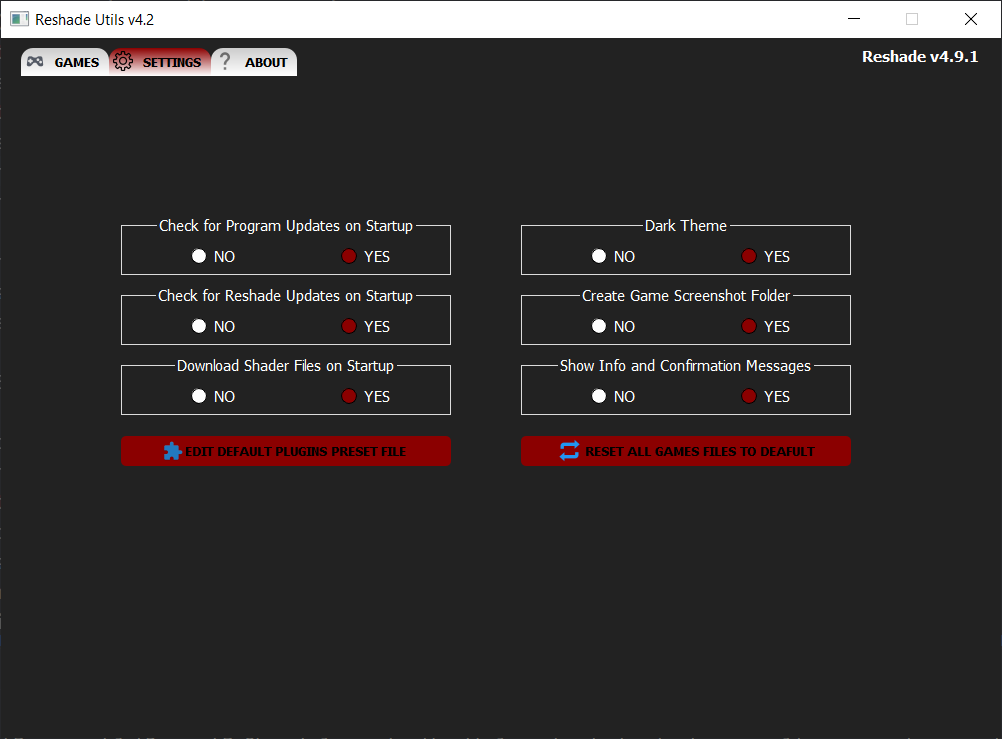 Reshade Utils v4.2
GAMES
SETTINGS
ABOUT
Reshade v4.9.1
Check for Program Updates on Startup
NO
YES
Dark Theme
NO
YES
Check for Reshade Updates on Startup
NO
YES
Create Game Screenshot Folder
NO
YES
Download Shader Files on Startup
NO
YES
Show Info and Confirmation Messages
NO
YES
EDIT DEFAULT PLUGINS PRESET FILE
RESET ALL GAMES FILES TO DEAFULT